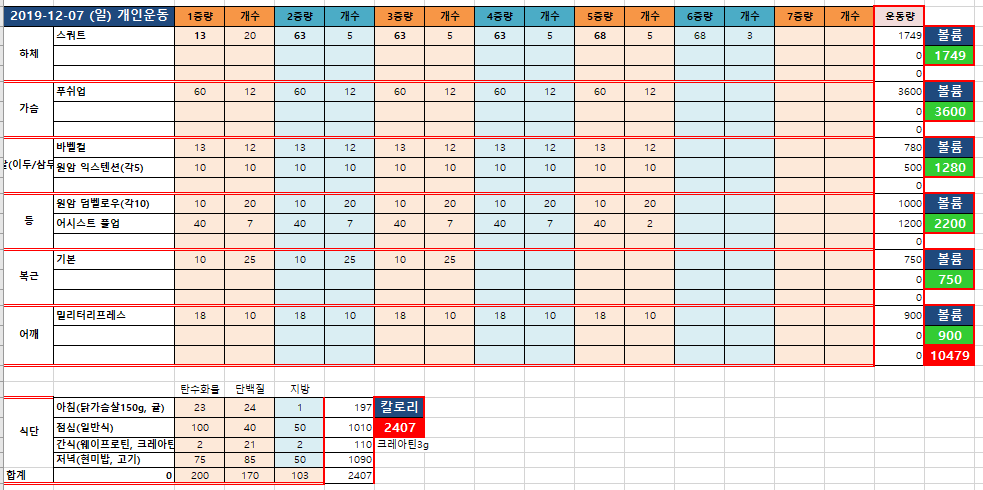 2019-12-07 (일) 개인운동 1중량 개수 2중량 개수 3중량 개수 4중량 개수 5중량 개수 6중량 개수 7중량 개수 운동량
스쿼트 13 20 63 5 63 5 63 5 68 5 68 3 1749 볼륨
하체 0 1749
0
푸쉬업 60 12 60 12 60 12 60 12 60 12 3600 볼륨
가슴 0 3600
0
바벨컬 13 12 13 12 13 12 13 12 13 12 780 볼륨
(이두/삼두 원암 익스텐션(각5) 10 10 10 10 10 10 10 10 10 10 500 1280
0
원암 덤벨로우(각10) 10 20 10 20 10 20 10 20 10 20 1000 볼륨
등 어시스트 풀업 40 7 40 7 40 7 40 7 40 2 1200 2200
0
기본 10 25 10 25 10 25 750 볼륨
복근 0 750
0
밀리터리프레스 18 10 18 10 18 10 18 10 18 10 900 볼륨
어깨 0 900
0 10479
탄수화물 단백질 지방
아침(닭가슴살150g, 귤) 23 24 1 197 칼로리
식단 점심(일반식) 100 40 50 1010 2407
간식(웨이프로틴, 크레아틴 2 21 2 110 크레아틴3g
저녁(현미밥, 고기) 75 85 50 1090
합계 0 200 170 103 2407